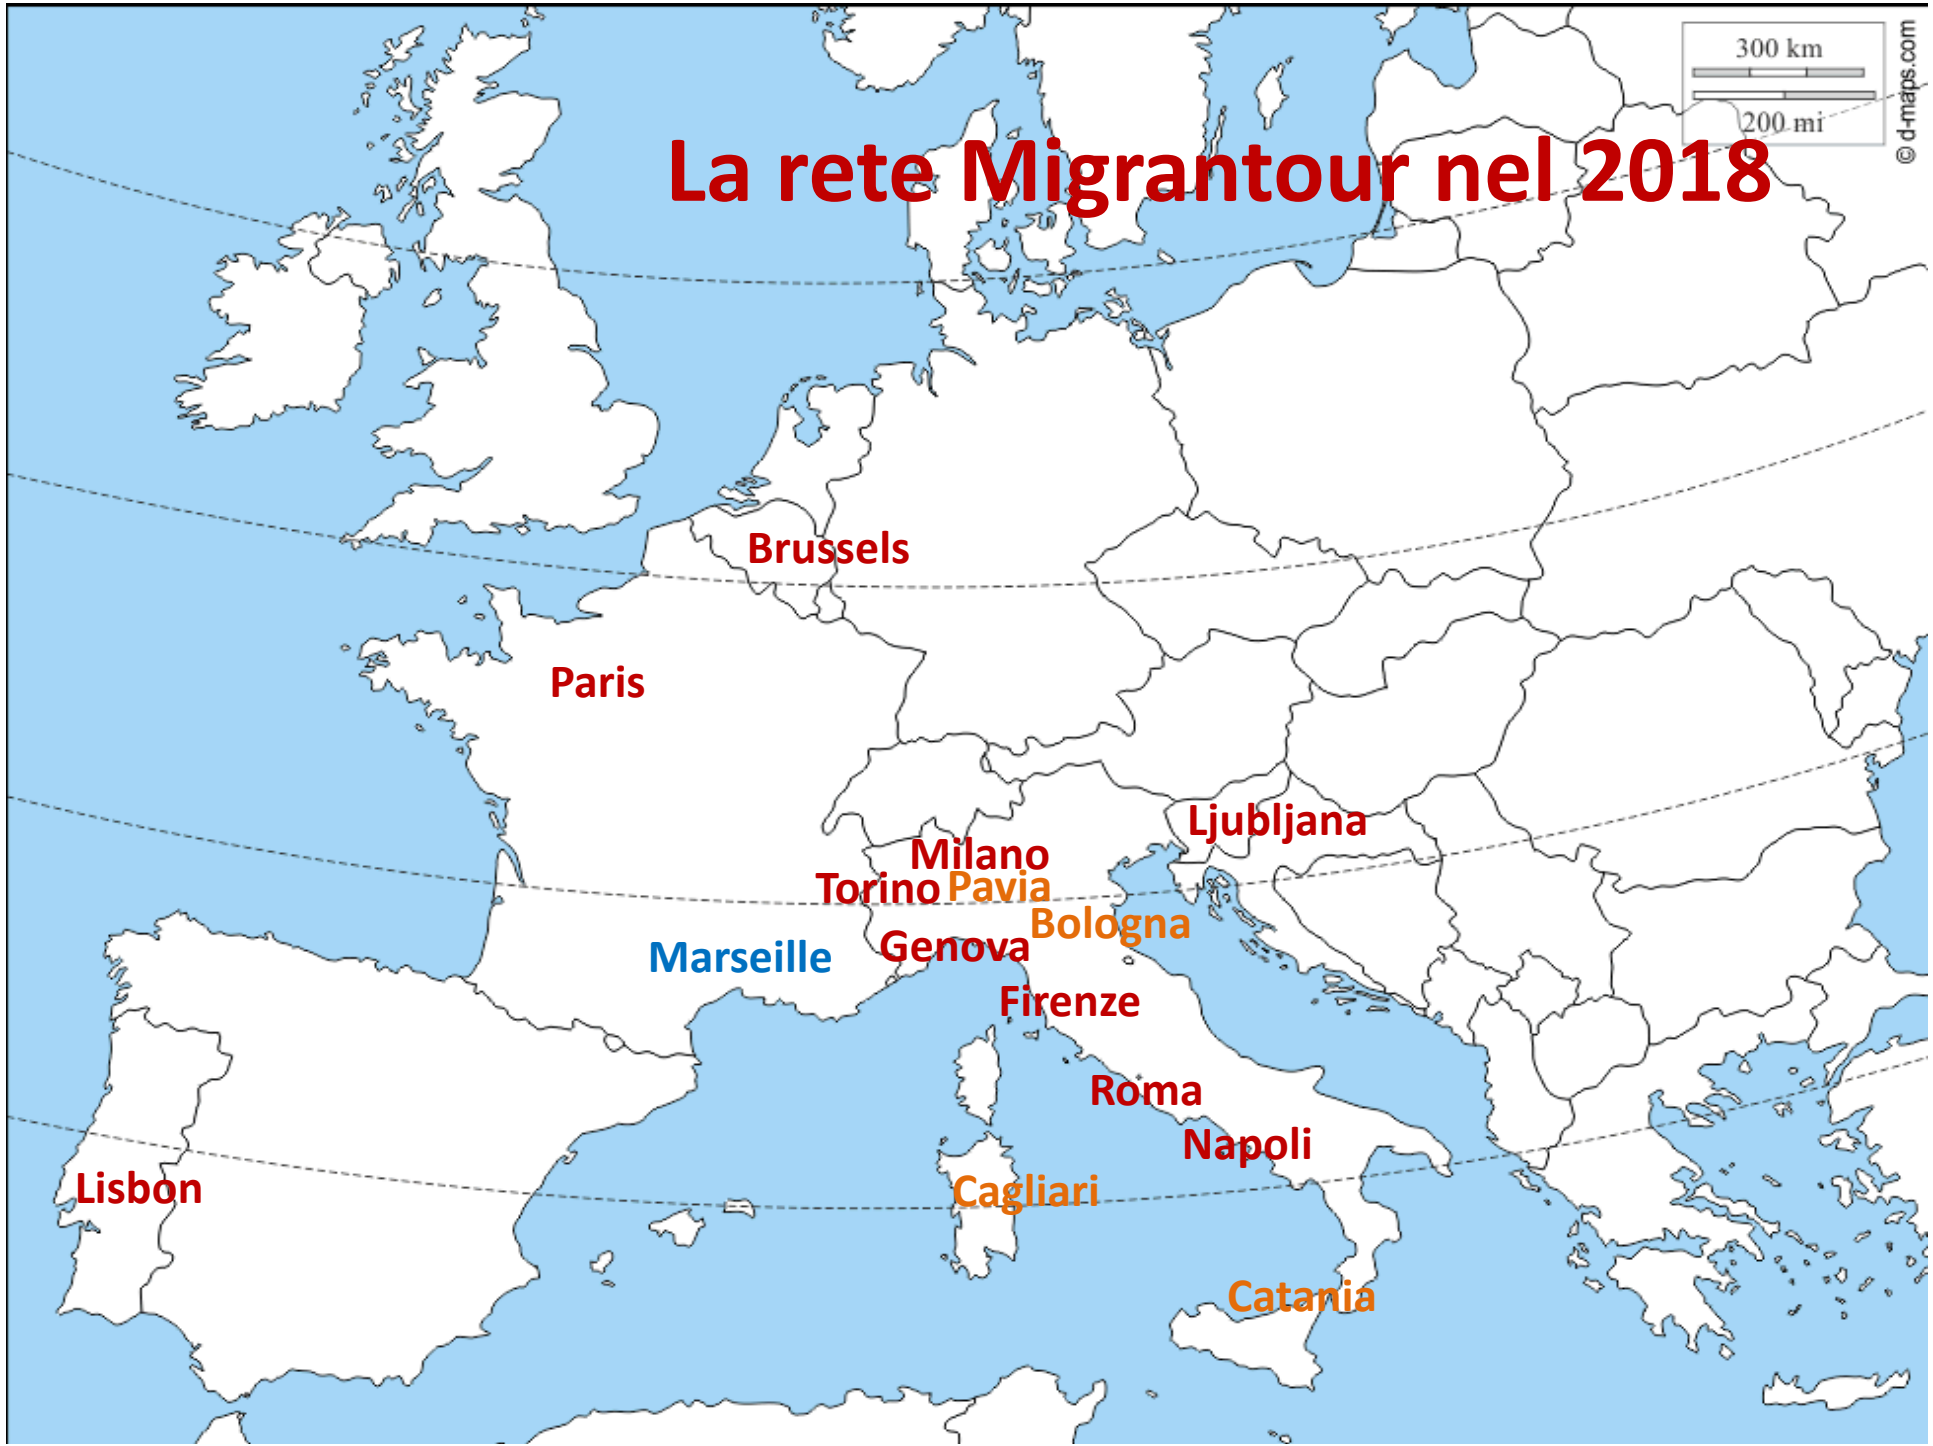 300 km
200 mi
© d-maps.com
La rete Migrantour nel 2018
Brussels
Paris
Ljubljana
Milano
Torino
Pavia
Bologna
Genova
Marseille
Firenze
Roma
Napoli
Lisbon
Cagliari
Catania